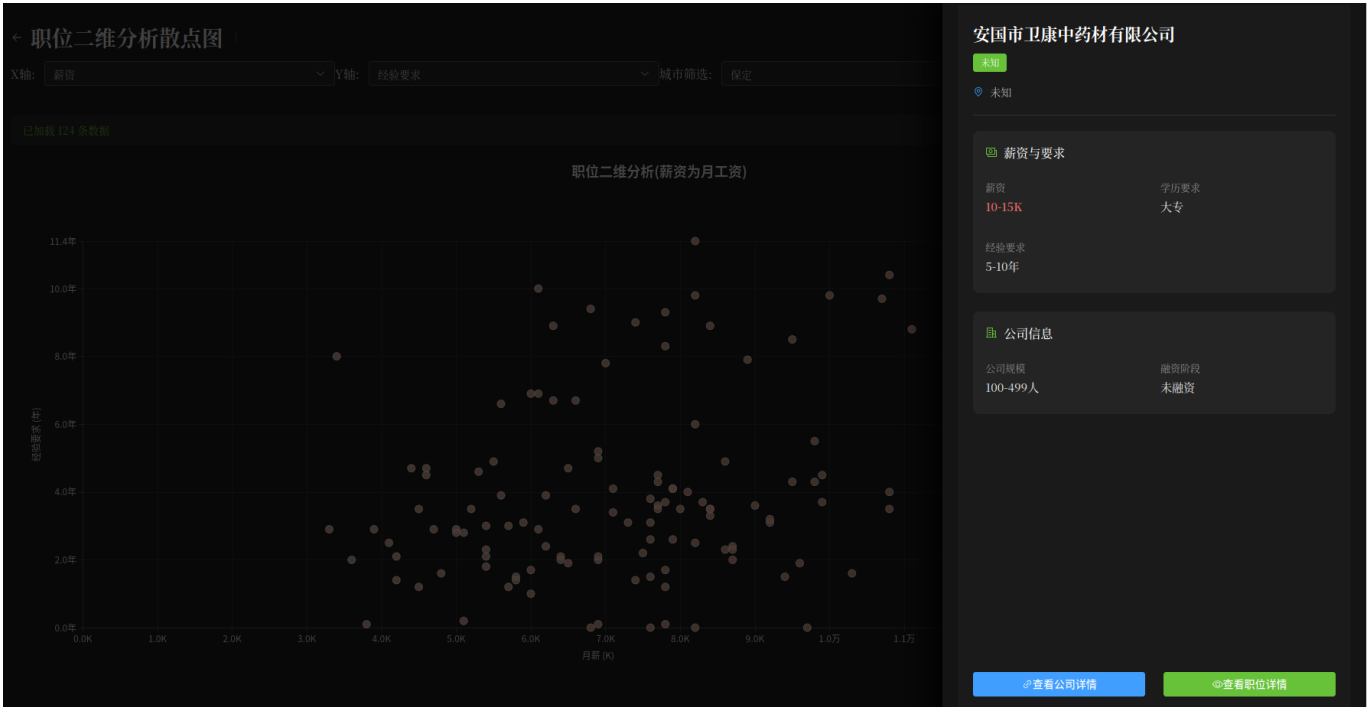 ← 职位二维分析散点图
X轴: 薪资 Y轴: 经验要求 城市筛选: 保定
已加载 124 条数据
职位二维分析(薪资为月工资)
11.4年
10.0年
8.0年
6.0年
4.0年
2.0年
0.0年
经验要求 (年)
0.0K 1.0K 2.0K 3.0K 4.0K 5.0K 6.0K 7.0K 8.0K 9.0K 1.0万 1.1万
月薪 (K)
安国市卫康中药材有限公司
未知
未知
薪资与要求
薪资 学历要求
10-15K 大专
经验要求
5-10年
公司信息
公司规模 融资阶段
100-499人 未融资
查看公司详情 查看职位详情